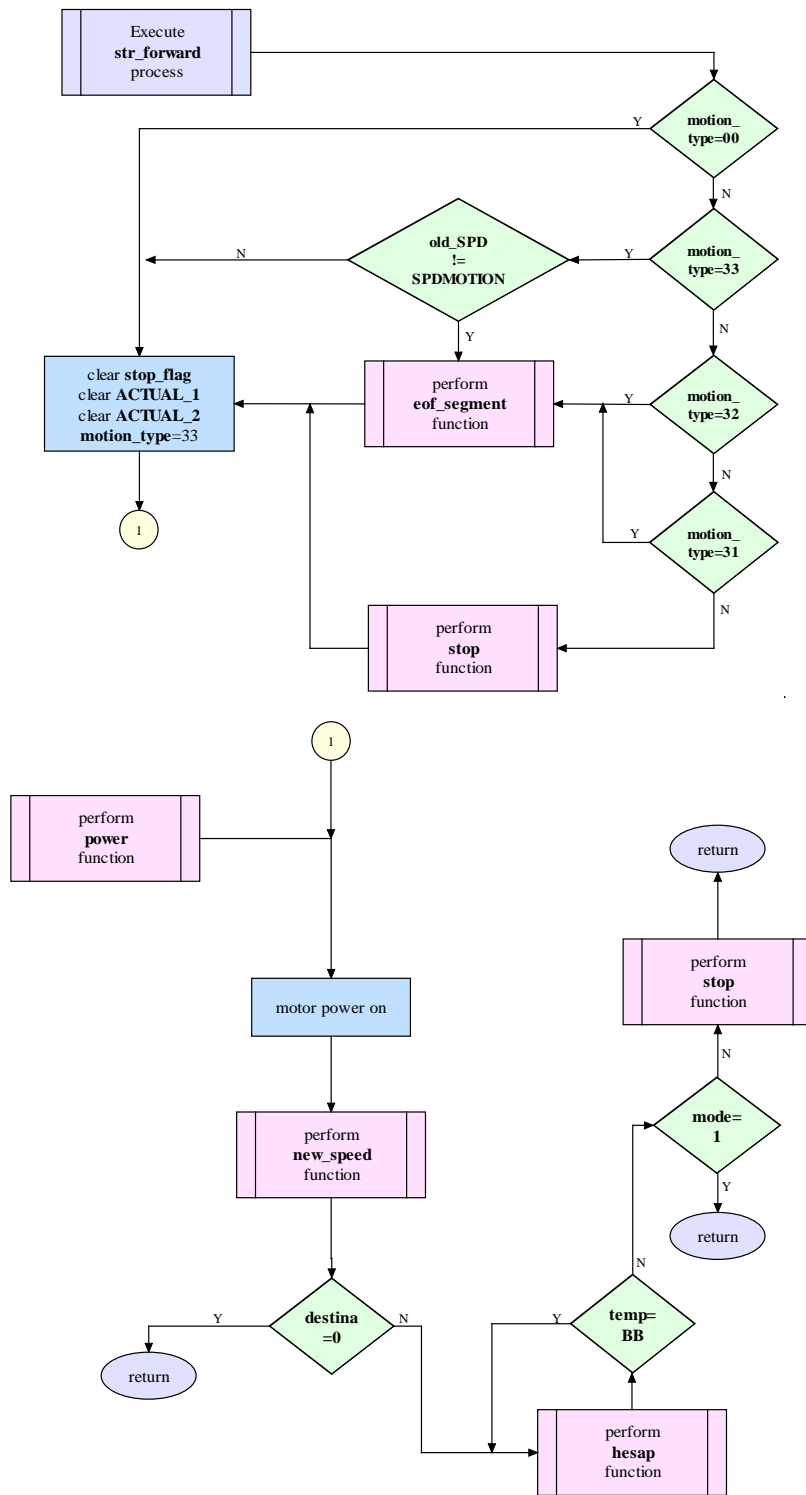 Execute
str_forward
process
motion_
type=00
Y
N
old_SPD
!=
SPDMOTION
N
Y
motion_
type=33
Y
N
clear stop_flag
clear ACTUAL_1
clear ACTUAL_2
motion_type=33
perform
eof_segment
function
motion_
type=32
Y
N
1
motion_
type=31
Y
N
perform
stop
function
1
perform
power
function
return
perform
stop
function
motor power on
N
mode=
1
Y
perform
new_speed
function
return
N
destina
=0
Y
N
temp=
BB
Y
return
perform
hesap
function